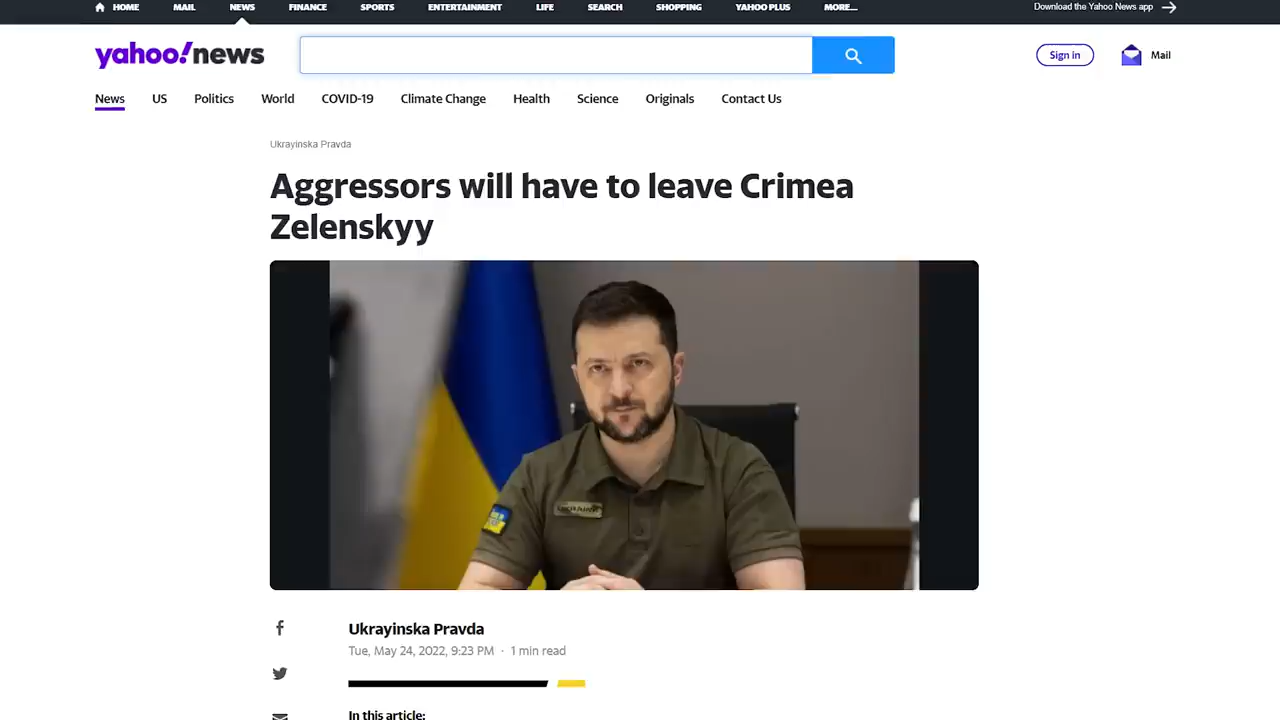 HOME MAIL NEWS FINANCE SPORTS ENTERTAINMENT LIFE SEARCH SHOPPING YAHOO PLUS MORE... Download the Yahoo News app
yahoo!news Sign in Mail
News US Politics World COVID-19 Climate Change Health Science Originals Contact Us
Ukrayinska Pravda
Aggressors will have to leave Crimea
Zelenskyy
UKRAINE
Ukrayinska Pravda
Tue, May 24, 2022, 9:23 PM · 1 min read
In this article: